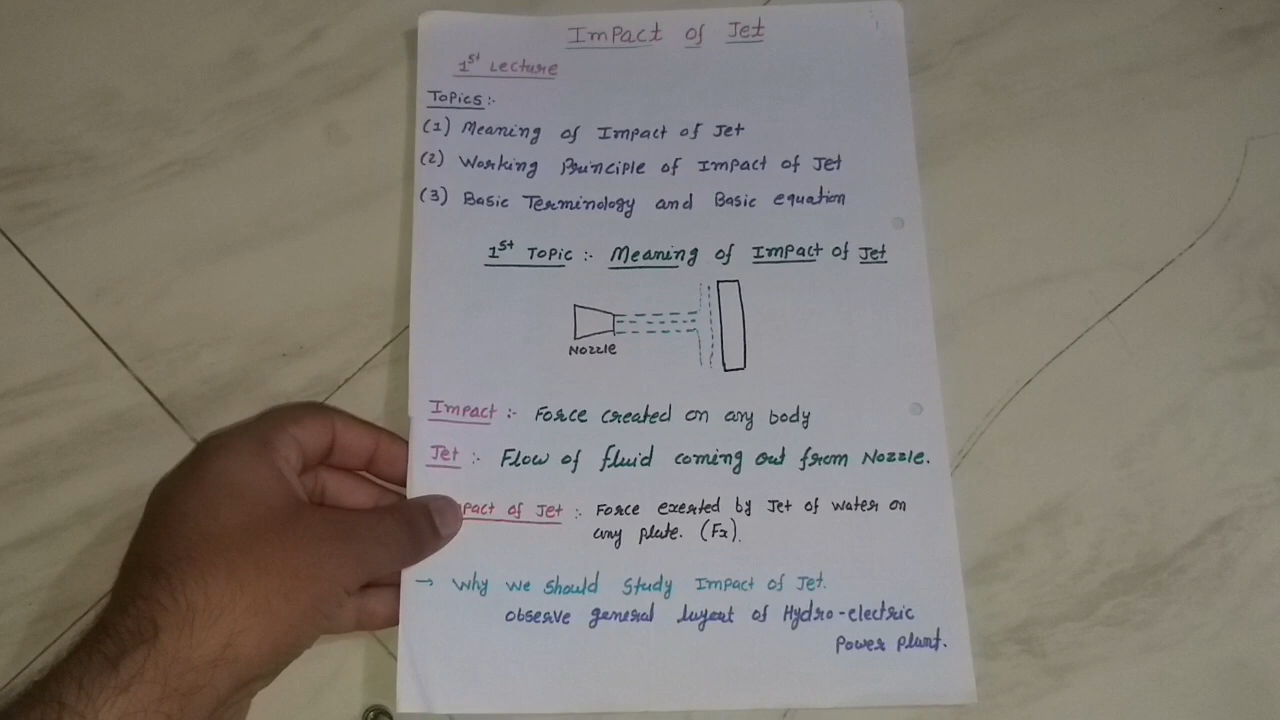 Impact of Jet
1st Lecture
Topics:-
(1) Meaning of Impact of Jet
(2) Working Principle of Impact of Jet
(3) Basic Terminology and Basic equation
1st Topic :- Meaning of Impact of Jet
Nozzle
Impact :- Force created on any body
Jet :- Flow of fluid coming out from Nozzle.
pact of Jet :- Force exerted by Jet of water on
any plate. (Fx).
→ Why we should study Impact of Jet.
observe general layout of Hydro-electric
Power plant.